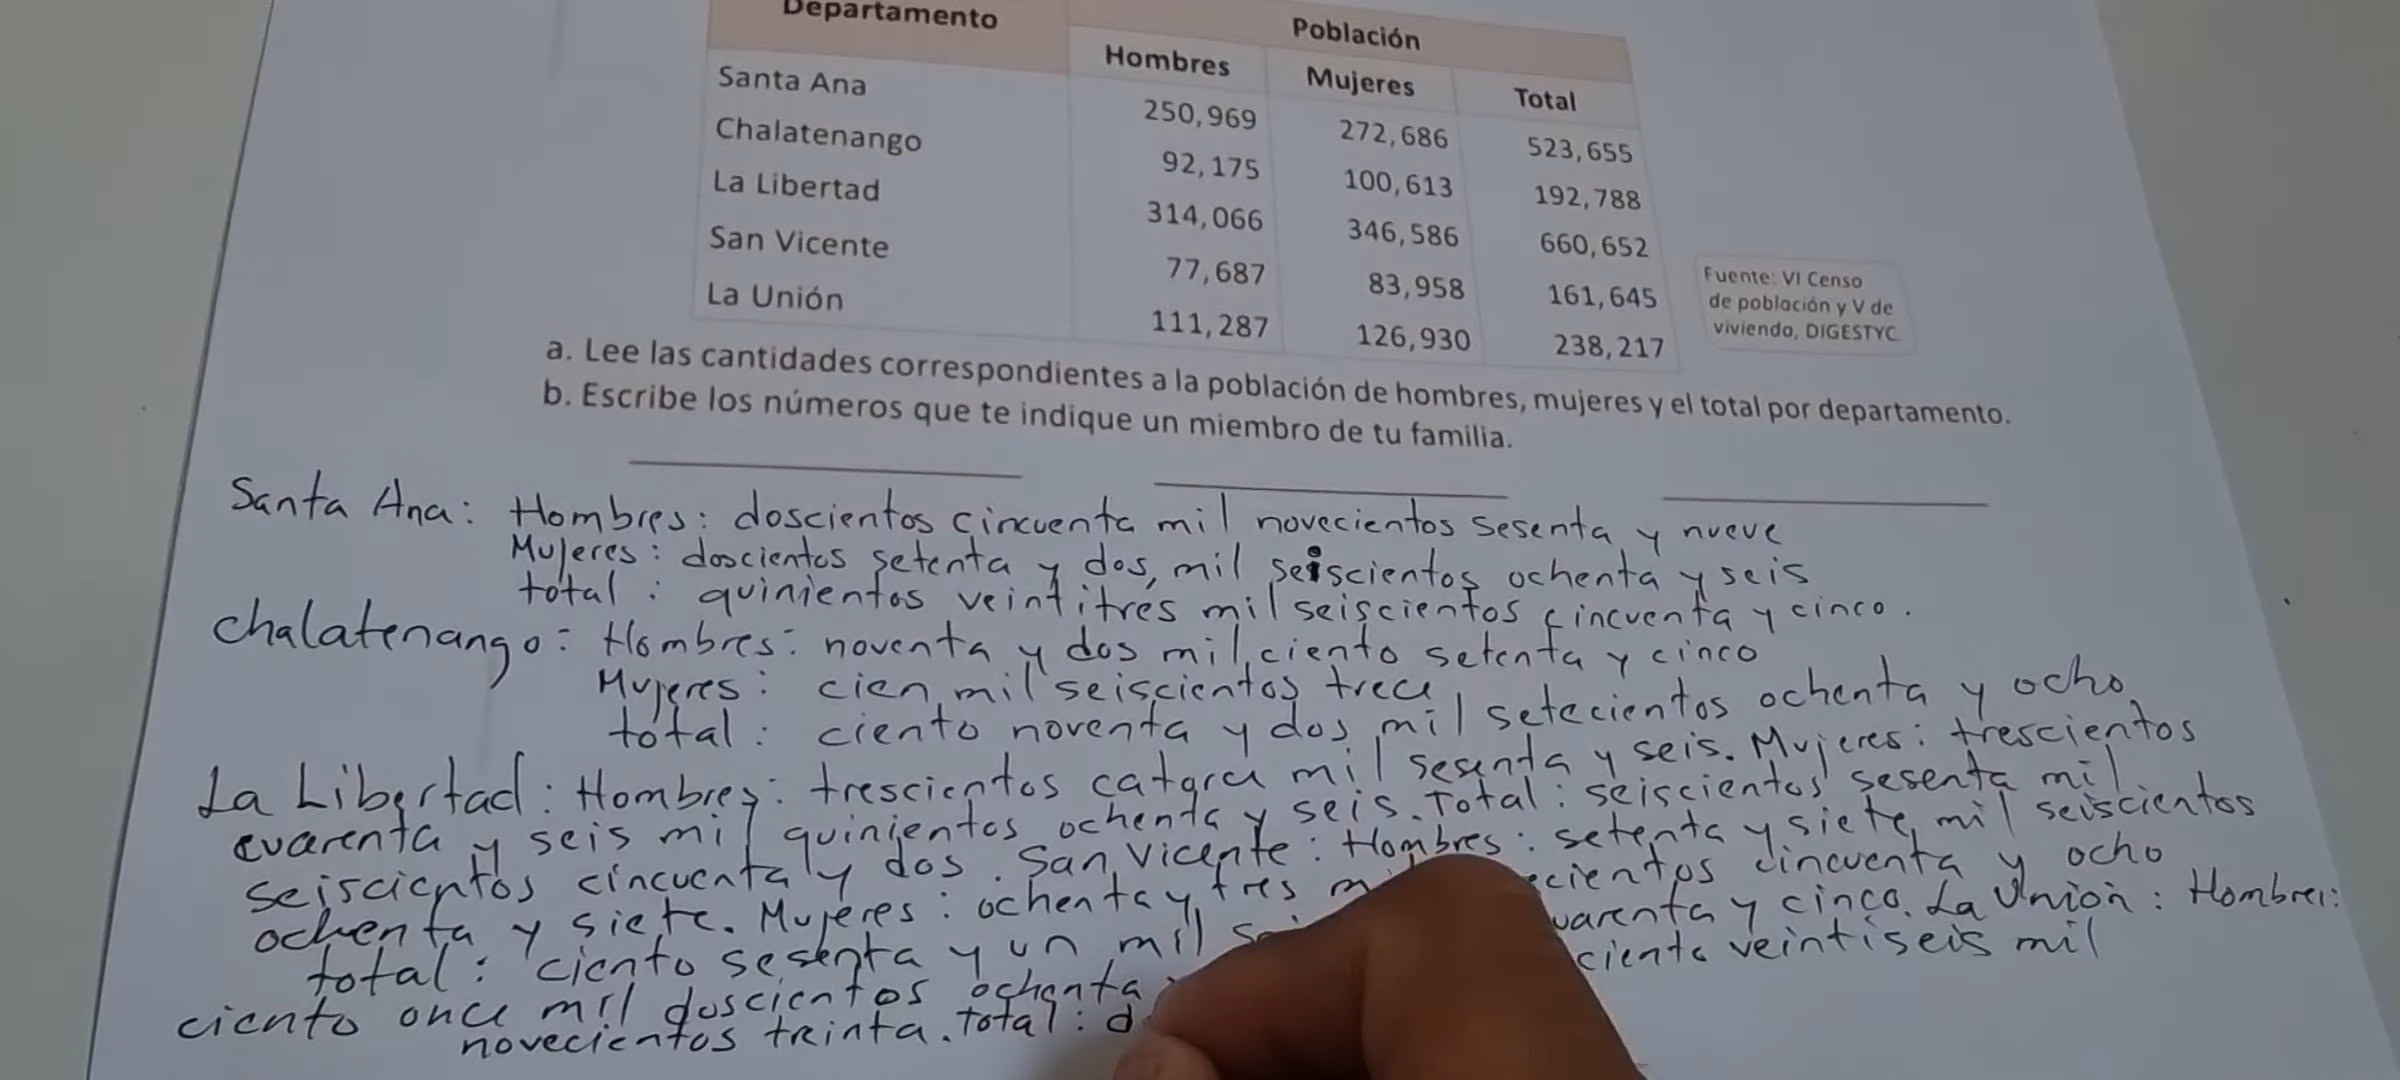 Departamento Población
Hombres Mujeres Total
Santa Ana 250,969 272,686 523,655
Chalatenango 92,175 100,613 192,788
La Libertad 314,066 346,586 660,652
San Vicente 77,687 83,958 161,645
La Unión 111,287 126,930 238,217
Fuente: VI Censo
de población y V de
vivienda, DIGESTYC.
a. Lee las cantidades correspondientes a la población de hombres, mujeres y el total por departamento.
b. Escribe los números que te indique un miembro de tu familia.
Santa Ana: Hombres: doscientos cincuenta mil novecientos sesenta y nueve
Mujeres: doscientos setenta y dos mil seiscientos ochenta y seis
total: quinientos veintitrés mil seiscientos cincuenta y cinco.
Chalatenango: Hombres: noventa y dos mil ciento setenta y cinco
Mujeres: cien mil seiscientos trece
total: ciento noventa y dos mil setecientos ochenta y ocho
La Libertad: Hombres: trescientos catorce mil sesenta y seis. Mujeres: trescientos
cuarenta y seis mil quinientos ochenta y seis. Total: seiscientos sesenta mil
seiscientos cincuenta y dos. San Vicente: Hombres: setenta y siete mil seiscientos
ochenta y siete. Mujeres: ochenta y tres cincuenta y ocho
total: ciento sesenta y un mil y cinco. La Unión: Hombres:
ciento once mil doscientos ochenta ciento veintiseis mil
novecientos treinta. Total: d